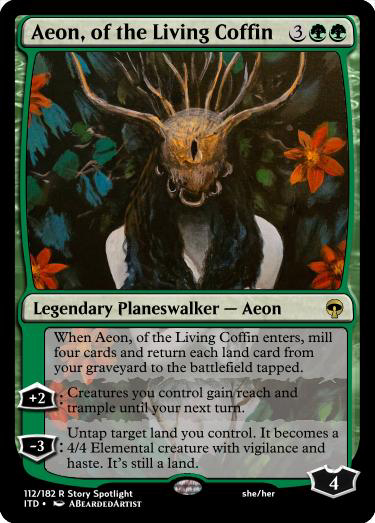 Aeon, of the Living Coffin 3
Legendary Planeswalker — Aeon
When Aeon, of the Living Coffin enters, mill
four cards and return each land card from
your graveyard to the battlefield tapped.
+2: Creatures you control gain reach and
trample until your next turn.
-3: Untap target land you control. It becomes a
4/4 Elemental creature with vigilance and
haste. It's still a land.
4
112/182 R Story Spotlight she/her
ITD • ABeardedArtist